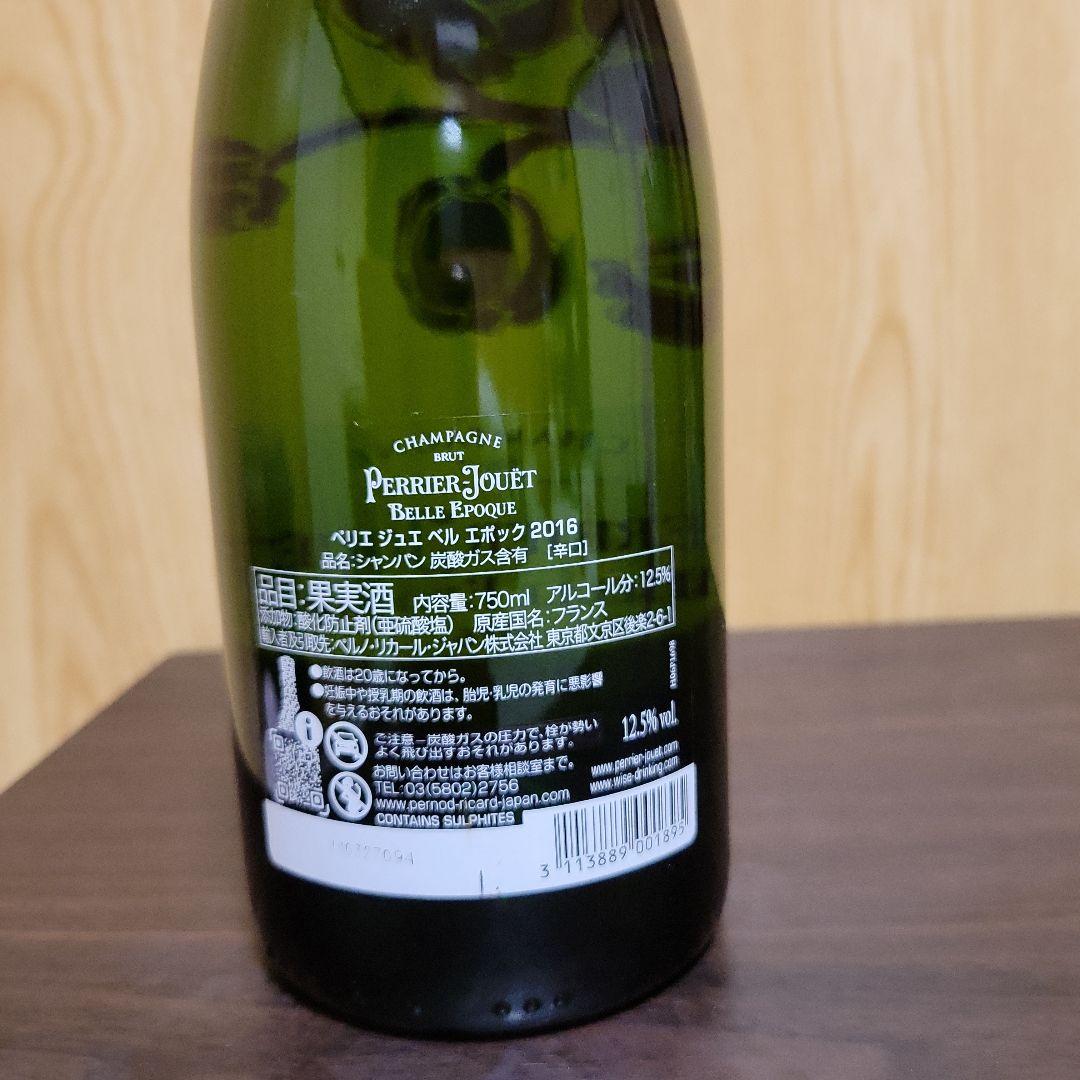 CHAMPAGNE
BRUT
PERRIER-JOUËT
BELLE EPOQUE
ペリエ ジュエ ベル エポック 2016
品名:シャンパン 炭酸ガス含有 [辛口]
品目:果実酒 内容量:750ml アルコール分:12.5%
添加物:酸化防止剤(亜硫酸塩) 原産国名:フランス
輸入者及引取先:ペルノ・リカール・ジャパン株式会社 東京都文京区後楽2-6-1
●飲酒は20歳になってから。
●妊娠中や授乳期の飲酒は、胎児・乳児の発育に悪影響
を与えるおそれがあります。
ご注意―炭酸ガスの圧力で、栓が勢い
よく飛び出すおそれがあります。
12.5% vol.
お問い合わせはお客様相談室まで。
TEL:03(5802)2756
www.pernod-ricard-japan.com
www.perrier-jouet.com
www.wise-drinking.com
CONTAINS SULPHITES
3 113889 001895